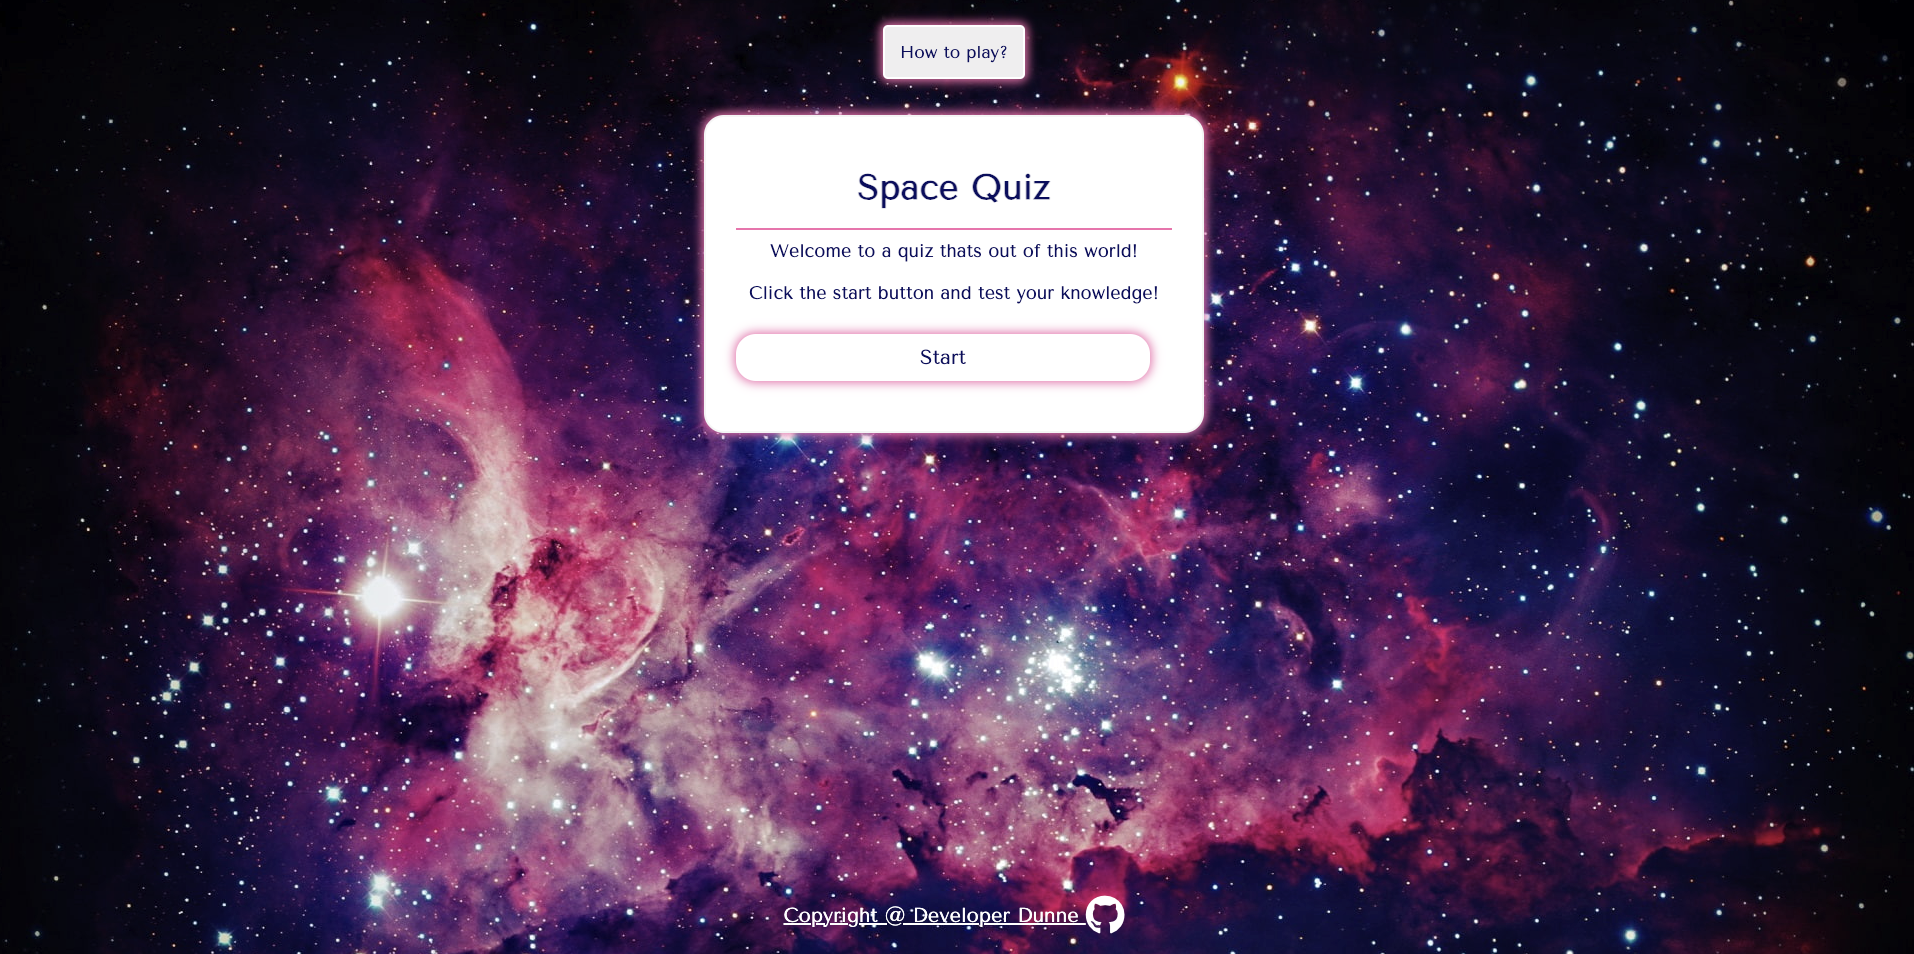 How to play?
Space Quiz
Welcome to a quiz thats out of this world!
Click the start button and test your knowledge!
Start
Copyright @ Developer Dunne